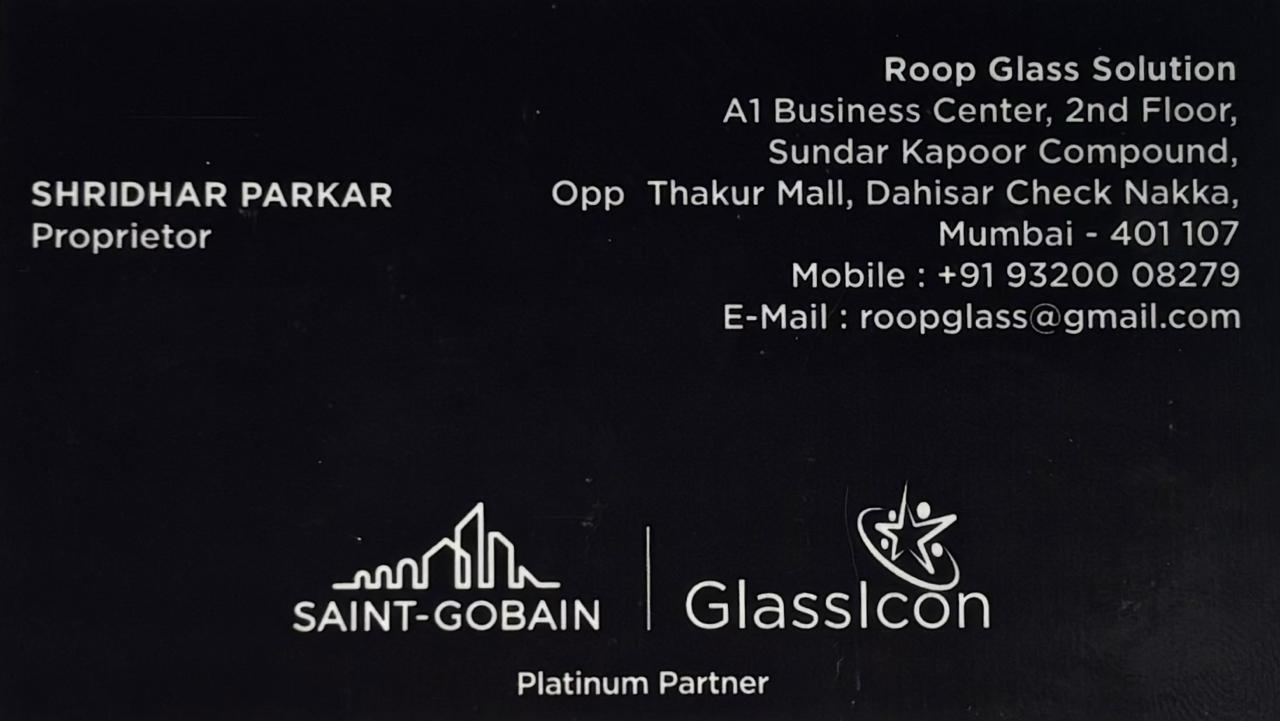 SHRIDHAR PARKAR
Proprietor
Roop Glass Solution
A1 Business Center, 2nd Floor,
Sundar Kapoor Compound,
Opp Thakur Mall, Dahisar Check Nakka,
Mumbai - 401 107
Mobile : +91 93200 08279
E-Mail : roopglass@gmail.com
SAINT-GOBAIN
GlassIcon
Platinum Partner